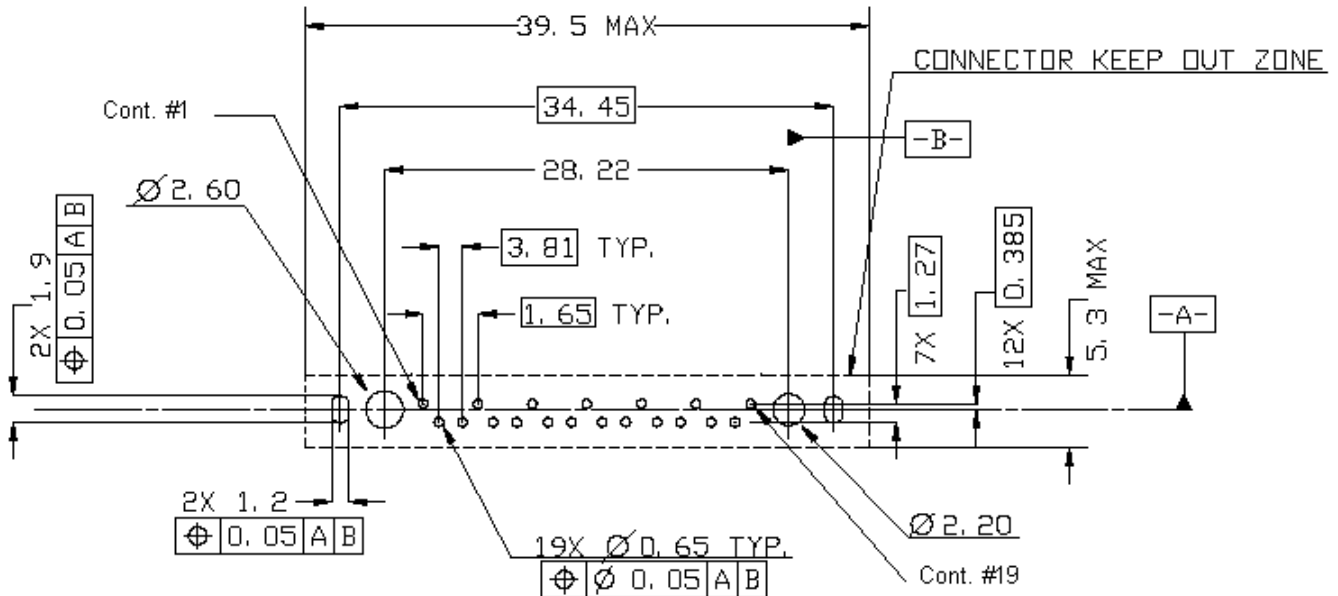 39.5 MAX
CONNECTOR KEEP OUT ZONE
Cont. #1
34.45
-B-
28.22
Ø2.60
3.81 TYP.
1.65 TYP.
2X 1.9
⌖ 0.05 A B
7X 1.27
12X 0.385
5.3 MAX
-A-
2X 1.2
⌖ 0.05 A B
19X Ø0.65 TYP.
⌖ Ø 0.05 A B
Ø2.20
Cont. #19